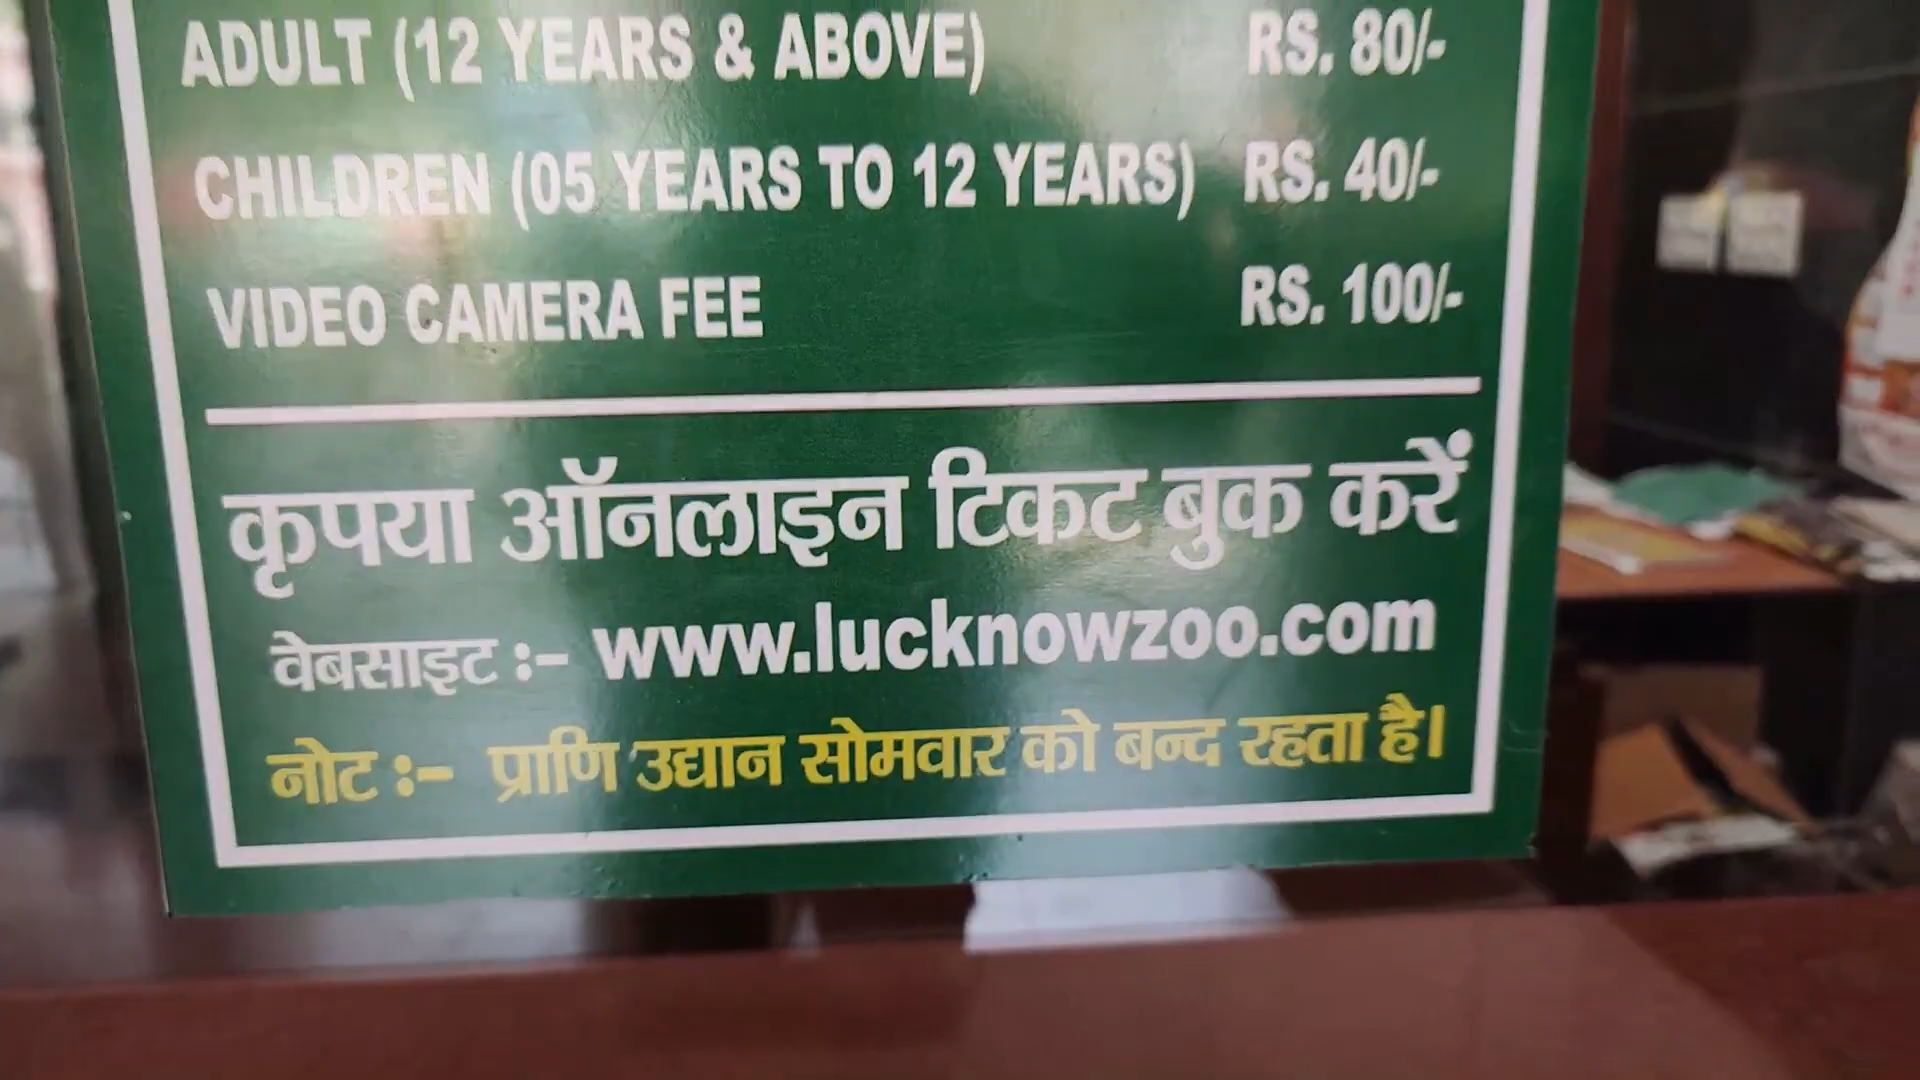 ADULT (12 YEARS & ABOVE) RS. 80/-
CHILDREN (05 YEARS TO 12 YEARS) RS. 40/-
VIDEO CAMERA FEE RS. 100/-
कृपया ऑनलाइन टिकट बुक करें
वेबसाइट :- www.lucknowzoo.com
नोट :- प्राणि उद्यान सोमवार को बन्द रहता है।